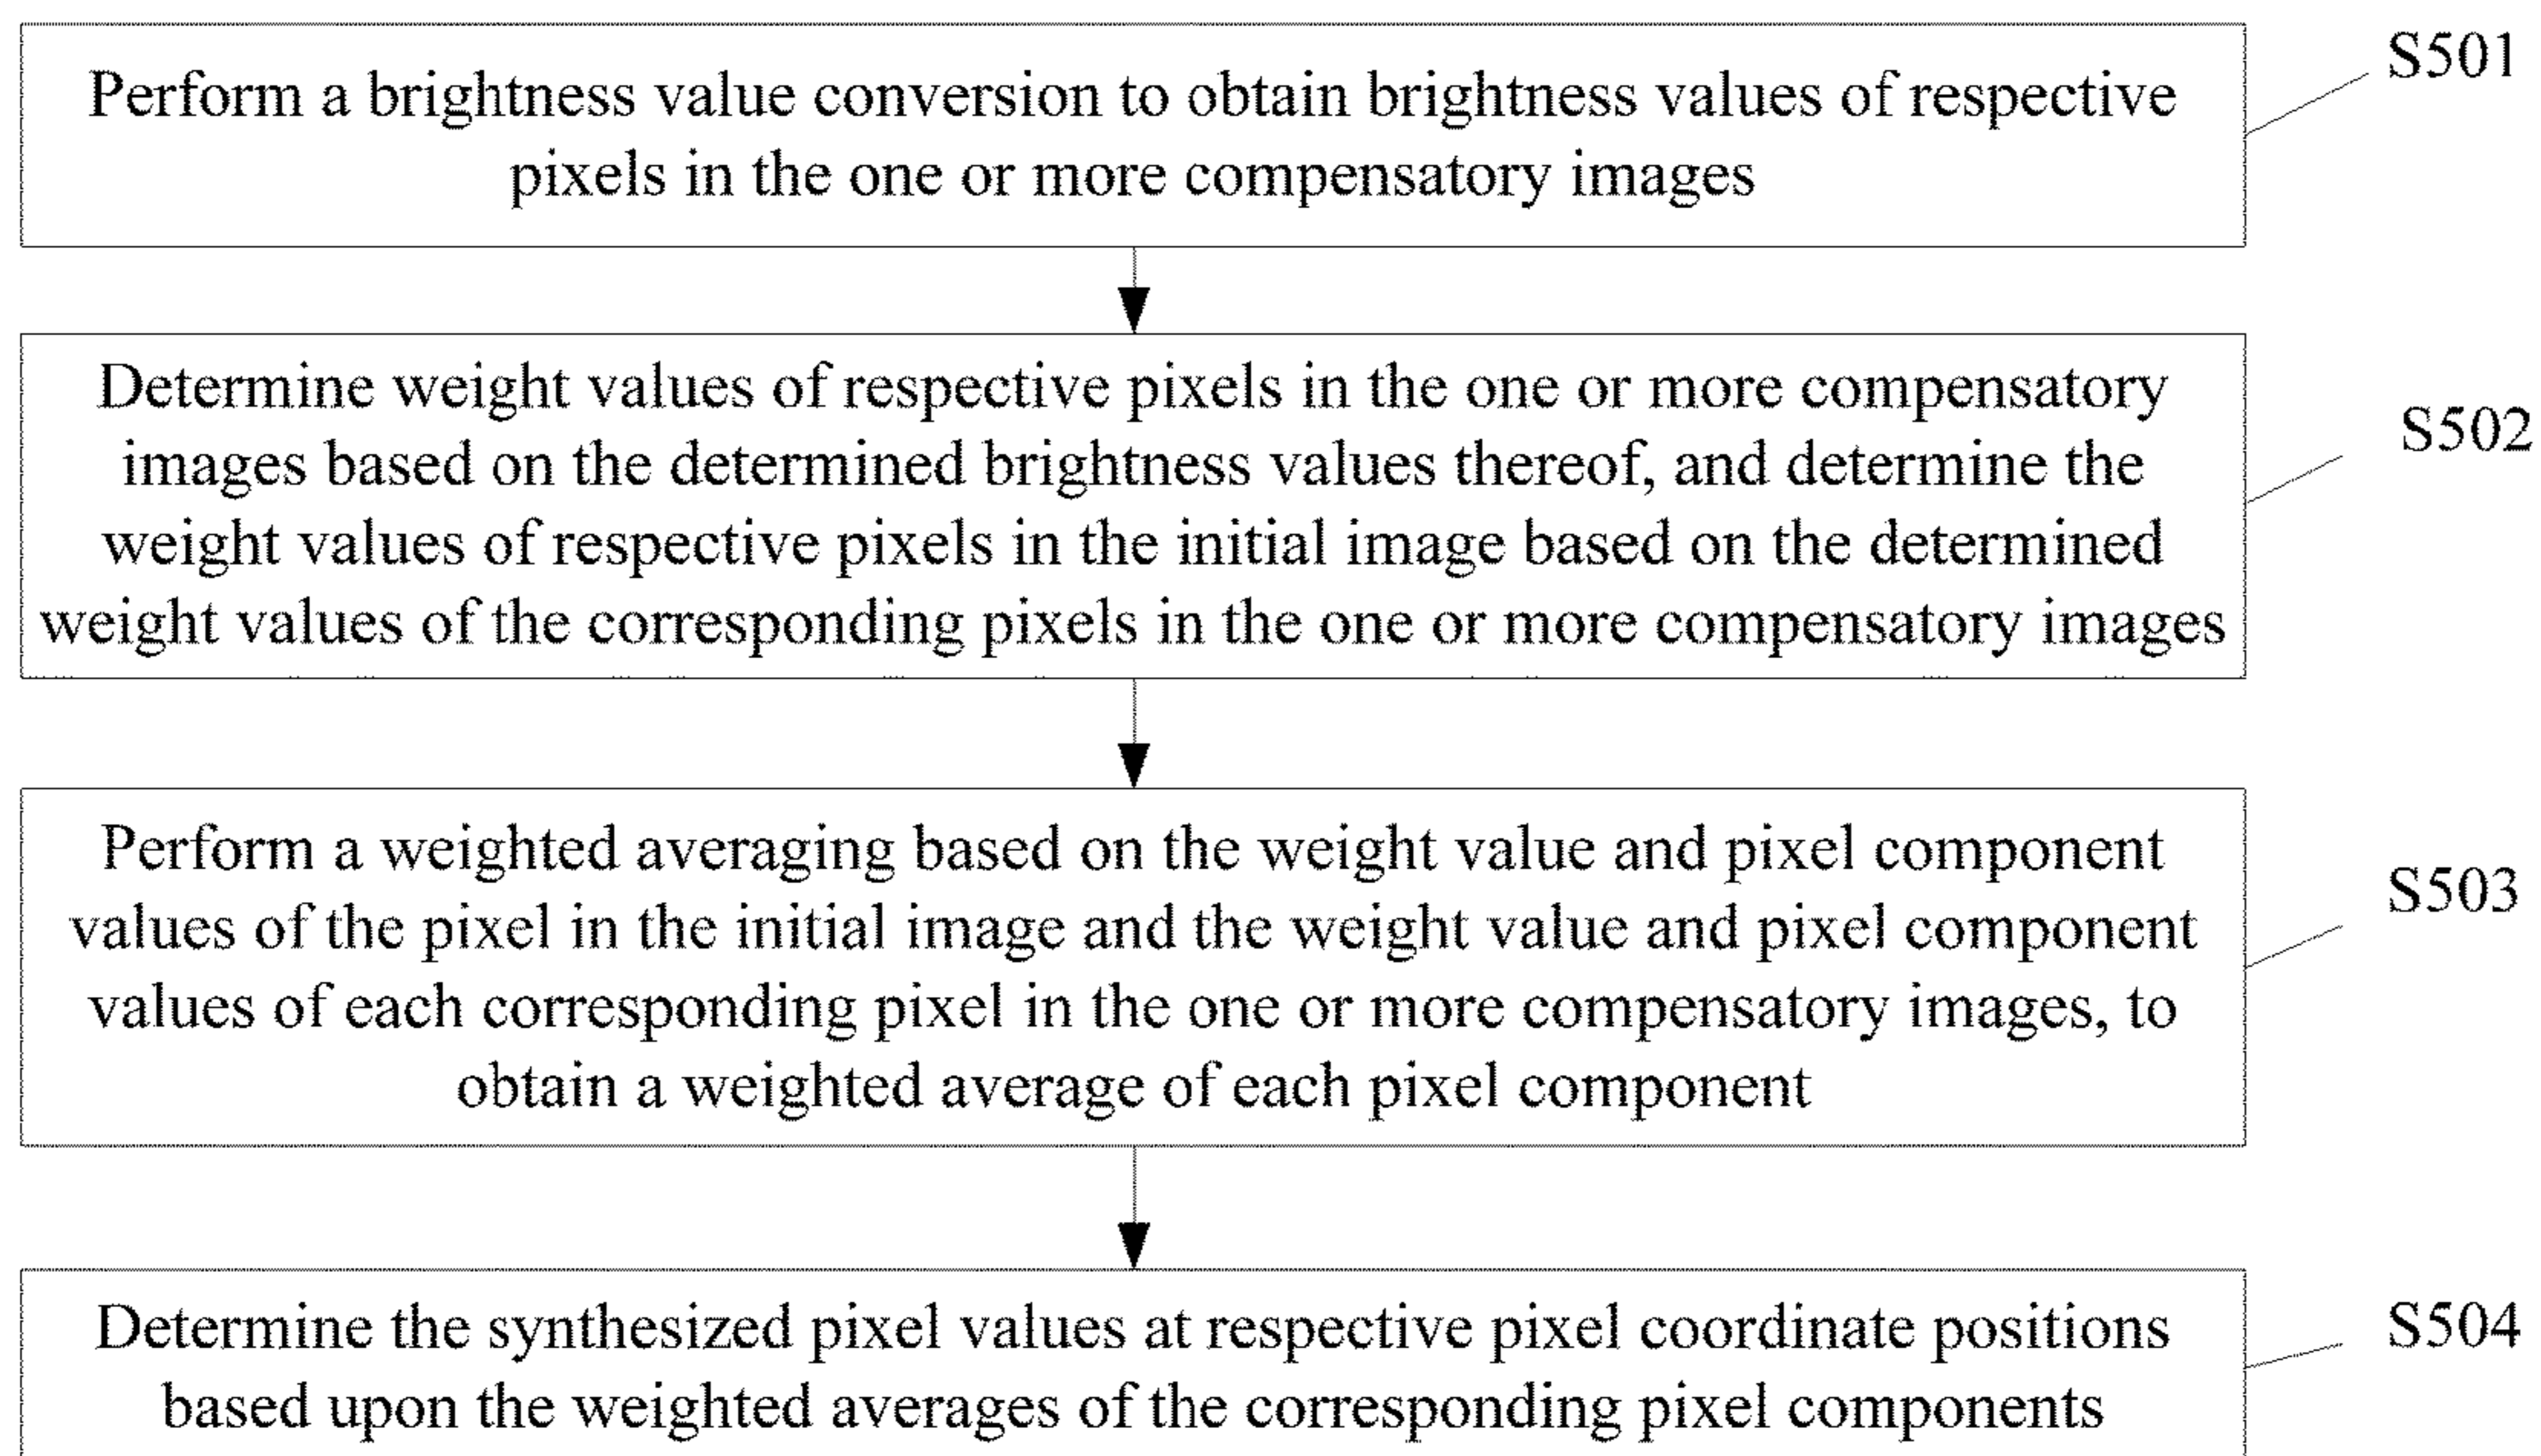 Perform a brightness value conversion to obtain brightness values of respective
pixels in the one or more compensatory images
S501
Determine weight values of respective pixels in the one or more compensatory
images based on the determined brightness values thereof, and determine the
weight values of respective pixels in the initial image based on the determined
weight values of the corresponding pixels in the one or more compensatory images
S502
Perform a weighted averaging based on the weight value and pixel component
values of the pixel in the initial image and the weight value and pixel component
values of each corresponding pixel in the one or more compensatory images, to
obtain a weighted average of each pixel component
S503
Determine the synthesized pixel values at respective pixel coordinate positions
based upon the weighted averages of the corresponding pixel components
S504